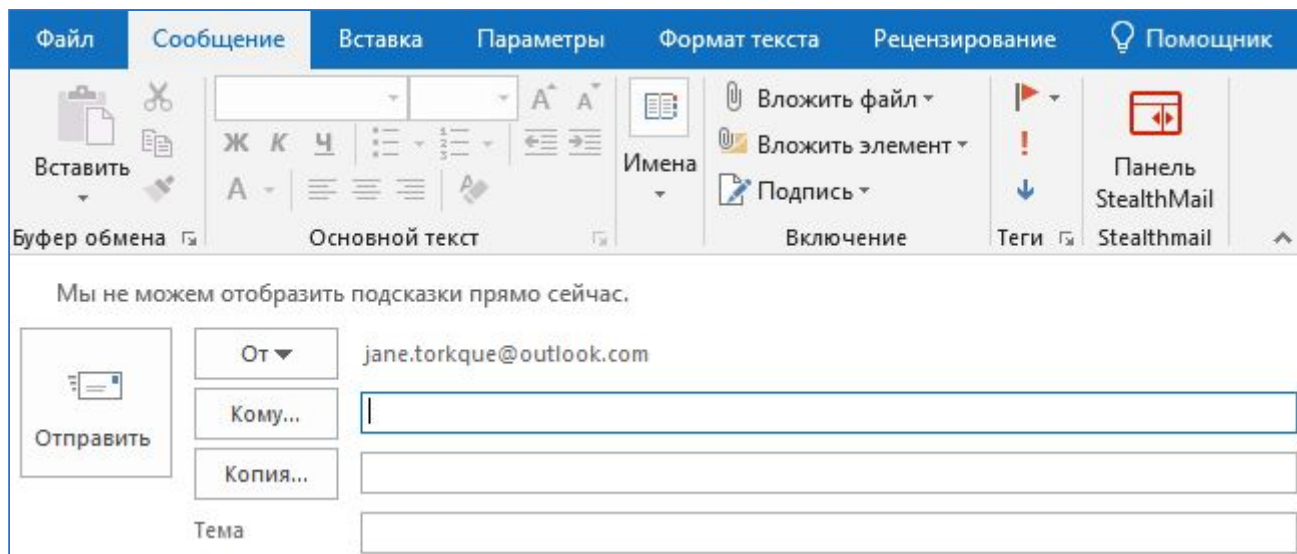 Файл Сообщение Вставка Параметры Формат текста Рецензирование Помощник
Вставить
Ж К Ч
А
А А
Имена
Вложить файл
Вложить элемент
Подпись
Панель
StealthMail
Буфер обмена Основной текст Включение Теги Stealthmail
Мы не можем отобразить подсказки прямо сейчас.
Отправить
От jane.torkque@outlook.com
Кому...
Копия...
Тема